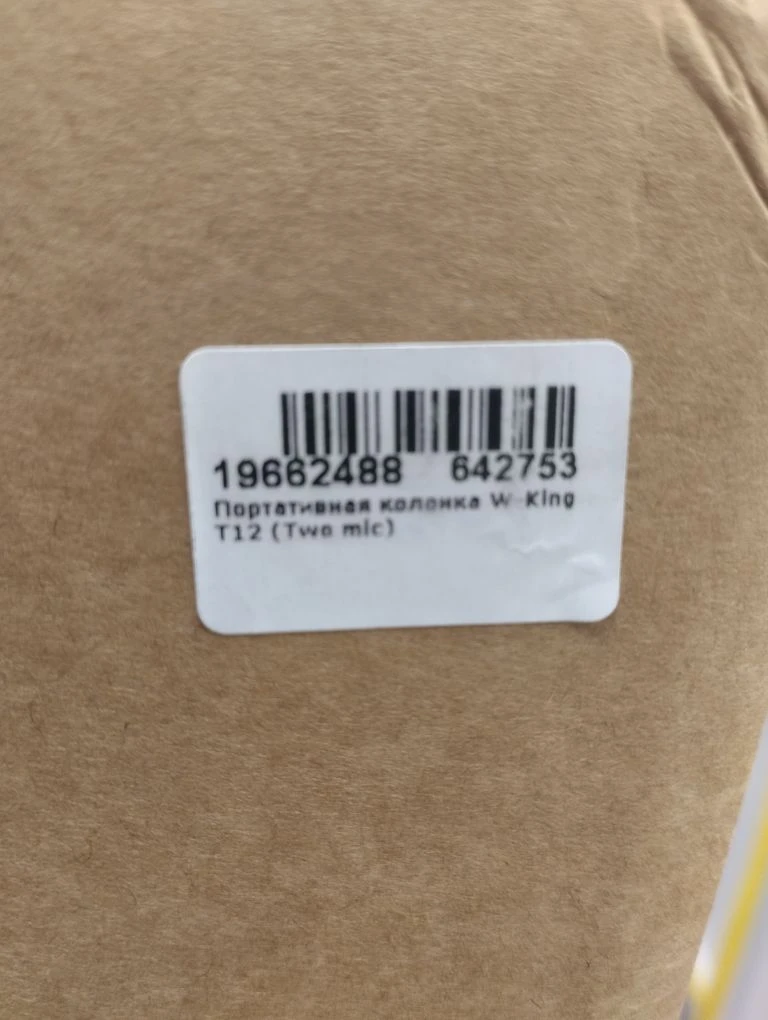 19662488 642753
Портативная колонка W-King
T12 (Two mic)